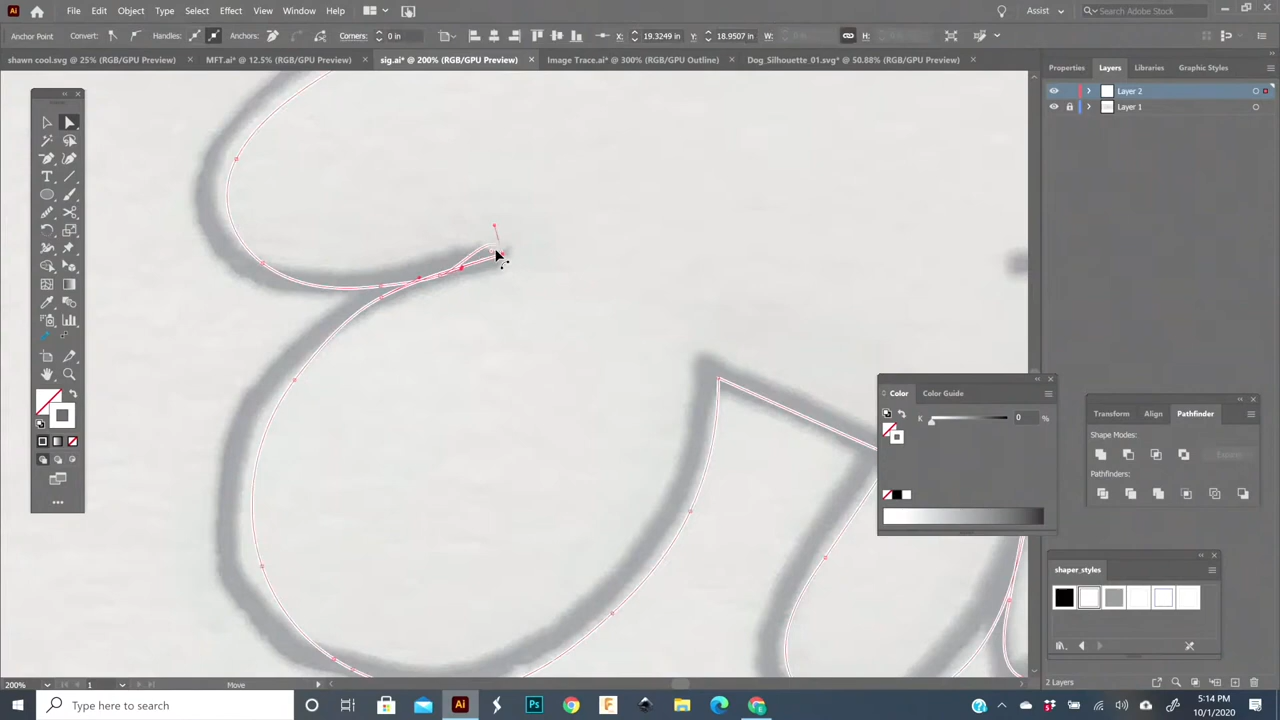 File Edit Object Type Select Effect View Window Help Assist Search Adobe Stock
Anchor Point Convert: Handles: Anchors: Corners: 0 in X: 19.3249 in Y: 18.9507 in W: H:
shawn cool.svg @ 25% (RGB/GPU Preview) × MFT.ai* @ 12.5% (RGB/GPU Preview) × sig.ai* @ 200% (RGB/GPU Preview) × Image Trace.ai* @ 300% (RGB/GPU Outline) × Dog_Silhouette_01.svg* @ 50.88% (RGB/GPU Preview) ×
Properties Layers Libraries Graphic Styles
Layer 2
Layer 1
Color Color Guide
K 0 %
Transform Align Pathfinder
Shape Modes:
Expand
Pathfinders:
shaper_styles
200% 1 Move 2 Layers
Type here to search
5:14 PM
10/1/2020